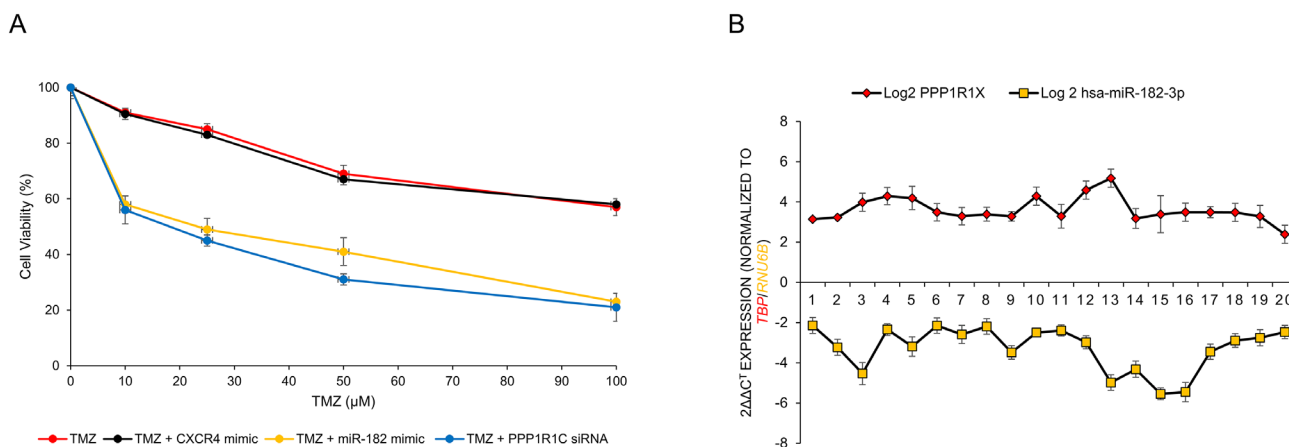 A
100
80
60
40
20
0
Cell Viability (%)
0 10 20 30 40 50 60 70 80 90 100
TMZ (µM)
TMZ TMZ + CXCR4 mimic TMZ + miR-182 mimic TMZ + PPP1R1C siRNA
B
Log2 PPP1R1X Log 2 hsa-miR-182-3p
8
6
4
2
0
1 2 3 4 5 6 7 8 9 10 11 12 13 14 15 16 17 18 19 20
-2
-4
-6
-8
2ΔΔCᵀ EXPRESSION (NORMALIZED TO
TBP/RNU6B)